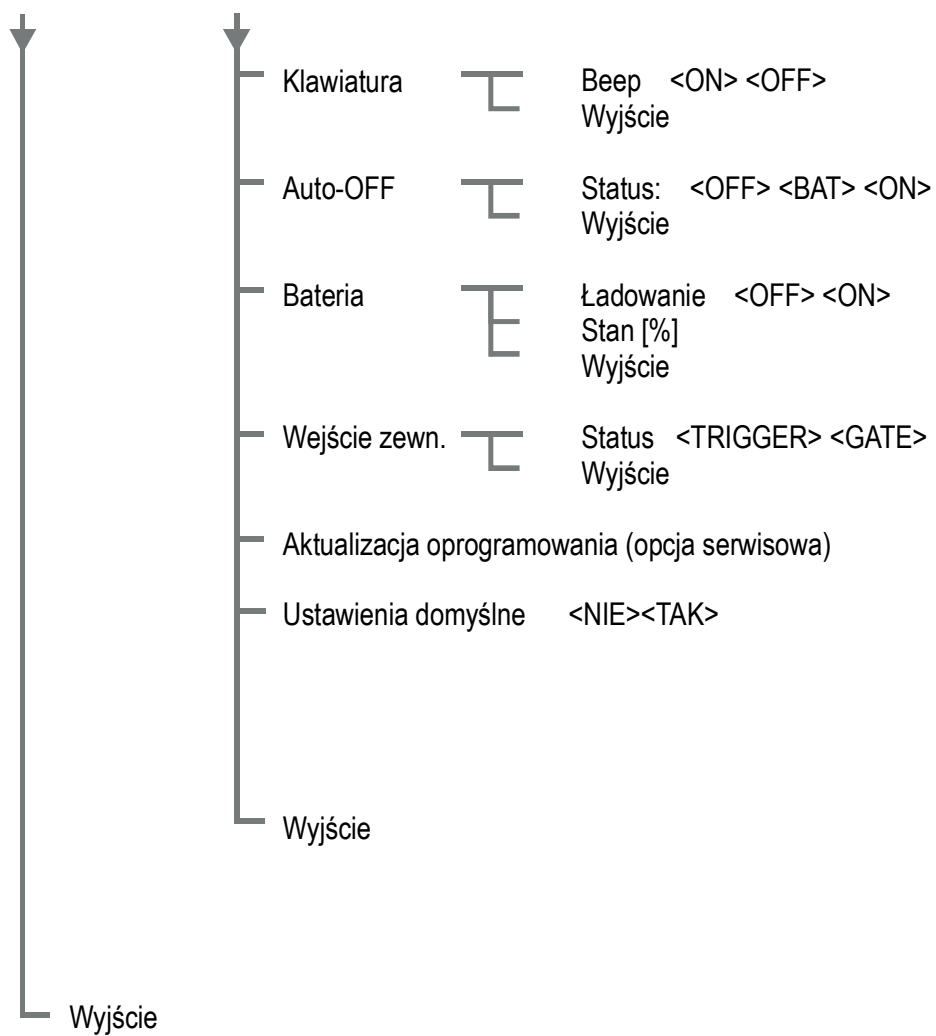 Klawiatura Beep <ON> <OFF>
Wyjście
Auto-OFF Status: <OFF> <BAT> <ON>
Wyjście
Bateria Ładowanie <OFF> <ON>
Stan [%]
Wyjście
Wejście zewn. Status <TRIGGER> <GATE>
Wyjście
Aktualizacja oprogramowania (opcja serwisowa)
Ustawienia domyślne <NIE><TAK>
Wyjście
Wyjście